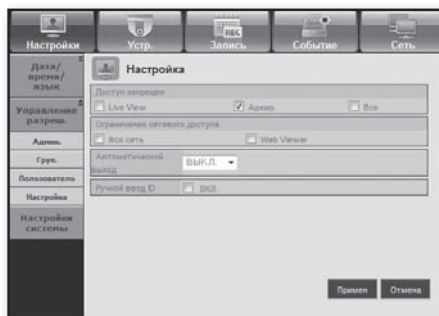 Настройки Устр. Запись Событие Сеть
REC
Дата/
время/
язык
Управление
разреш.
Админ.
Груп.
Пользователь
Настройка
Настройки
системы
Настройка
Доступ запрещен
Live View Архив. Все
Ограничения сетевого доступа
Вся сеть Web Viewer
Автоматический
выход
ВЫКЛ.
Ручной ввод ID ВКЛ.
Примен Отмена